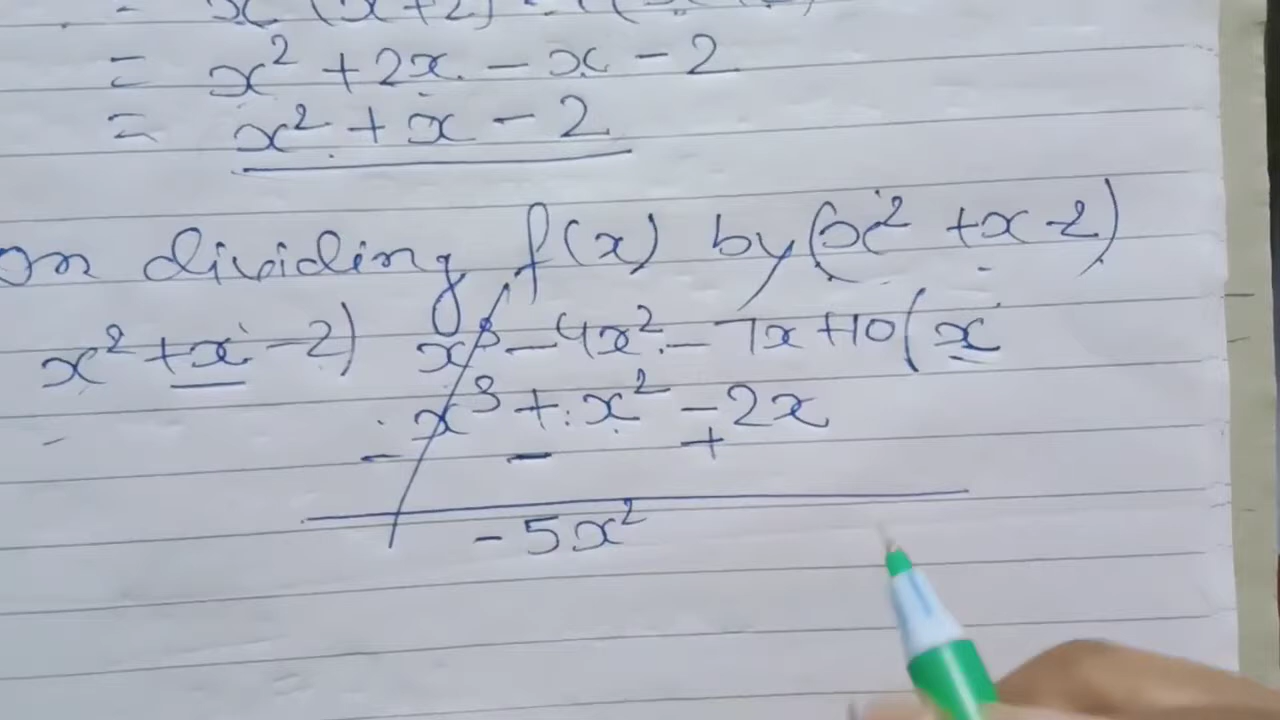 = x² + 2x - x - 2
= x² + x - 2
on dividing f(x) by (x² + x - 2)
x² + x - 2) x³ - 4x² - 7x + 10 (x
x³ + x² - 2x
- - +
- 5x²